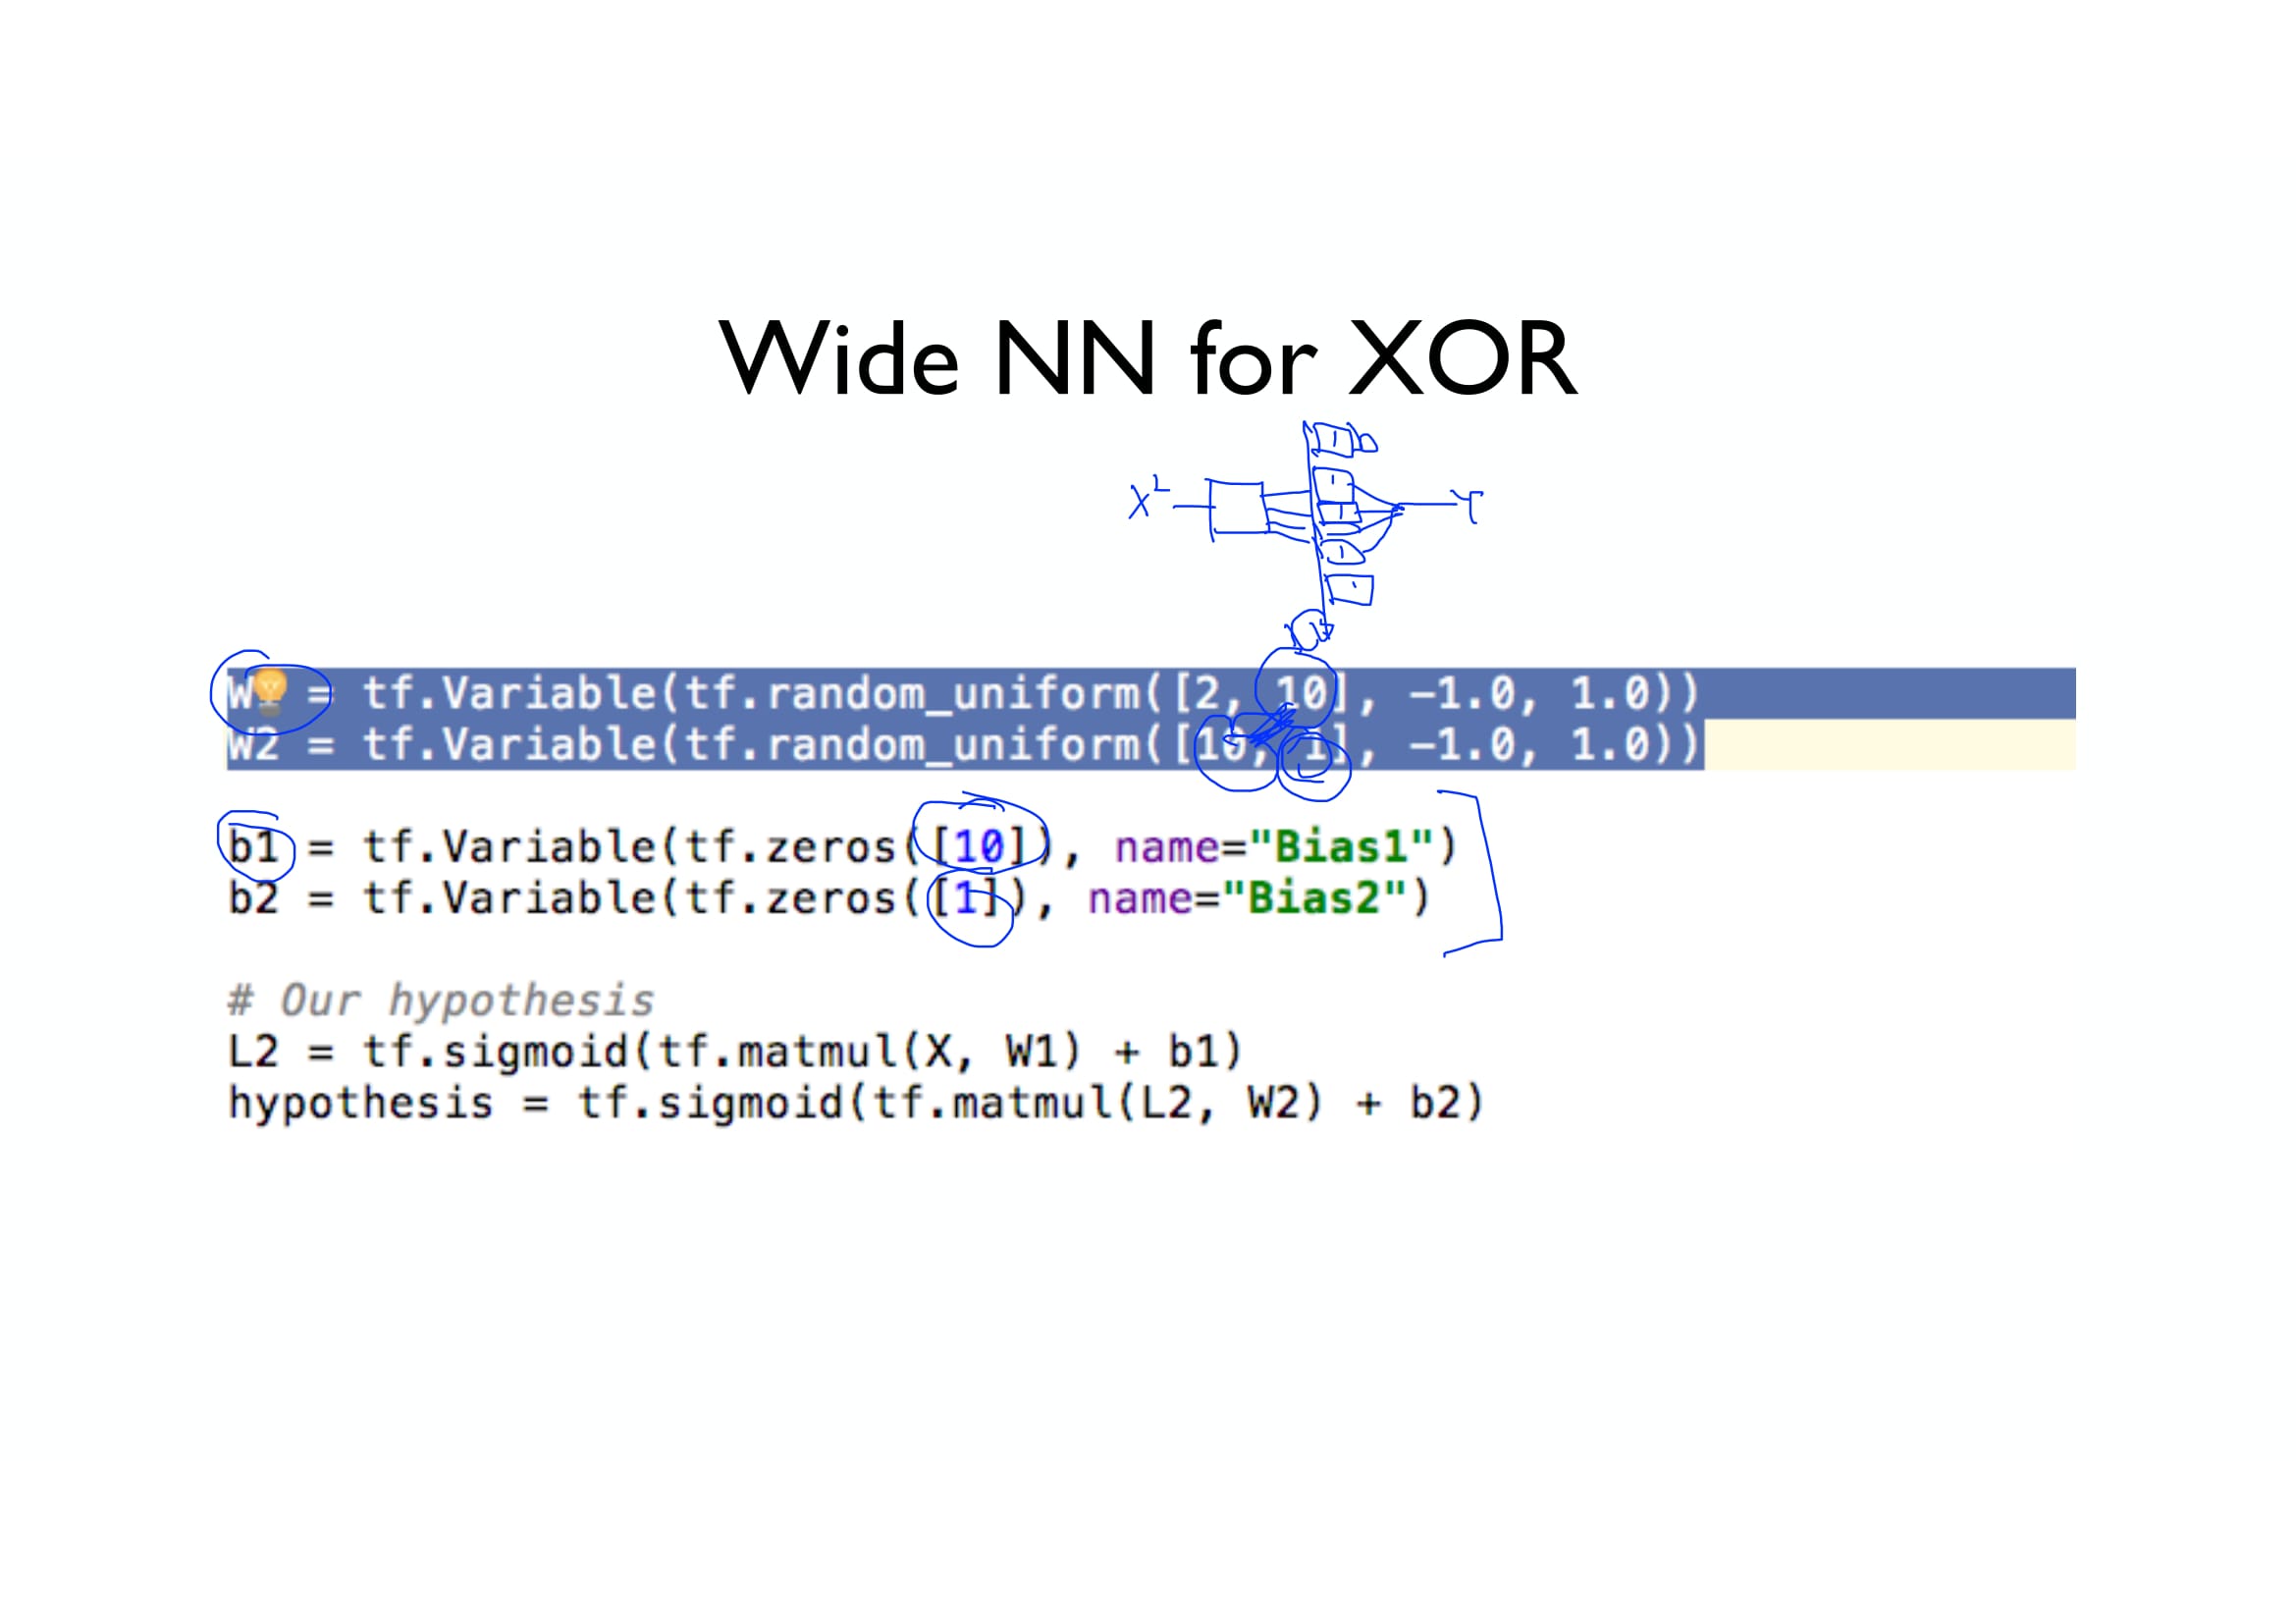 Wide NN for XOR
X 2 Y
W = tf.Variable(tf.random_uniform([2, 10], -1.0, 1.0))
W2 = tf.Variable(tf.random_uniform([10, 1], -1.0, 1.0))
b1 = tf.Variable(tf.zeros([10]), name="Bias1")
b2 = tf.Variable(tf.zeros([1]), name="Bias2")
# Our hypothesis
L2 = tf.sigmoid(tf.matmul(X, W1) + b1)
hypothesis = tf.sigmoid(tf.matmul(L2, W2) + b2)